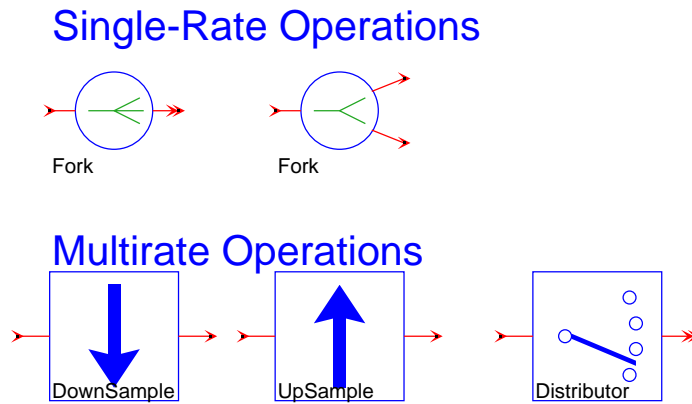 Single-Rate Operations
Fork
Fork
Multirate Operations
DownSample
UpSample
Distributor